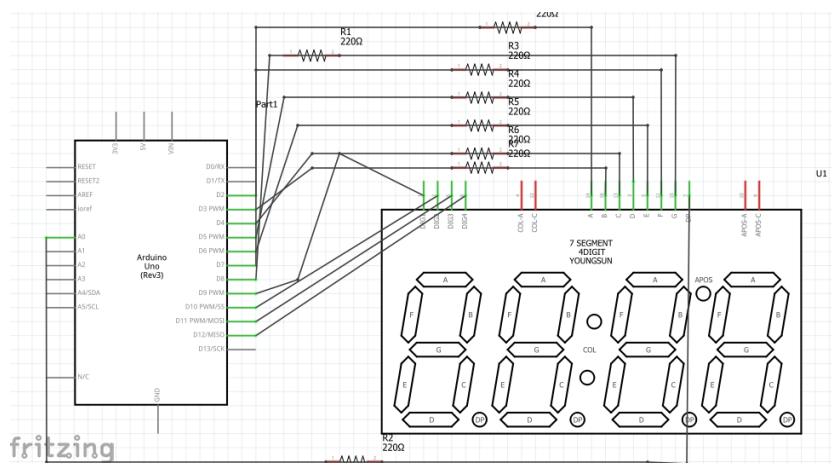 220Ω
R1
220Ω
R3
220Ω
R4
220Ω
R5
220Ω
R6
220Ω
Part1
3V3
5V
VIN
RESET
RESET2
AREF
ioref
A0
A1
A2
A3
A4/SDA
A5/SCL
N/C
GND
D0/RX
D1/TX
D2
D3 PWM
D4
D5 PWM
D6 PWM
D7
D8
D9 PWM
D10 PWM/SS
D11 PWM/MOSI
D12/MISO
D13/SCK
Arduino
Uno
(Rev3)
U1
DIG3
DIG4
COL-A
COL-C
A
B
C
D
E
F
G
DP
APOS-A
APOS-C
7 SEGMENT
4DIGIT
YOUNGSUN
APOS
COL
A
F
B
G
E
C
D
DP
A
F
B
G
E
C
D
DP
A
F
B
G
E
C
D
DP
A
F
B
G
E
C
D
DP
R2
220Ω
fritzing